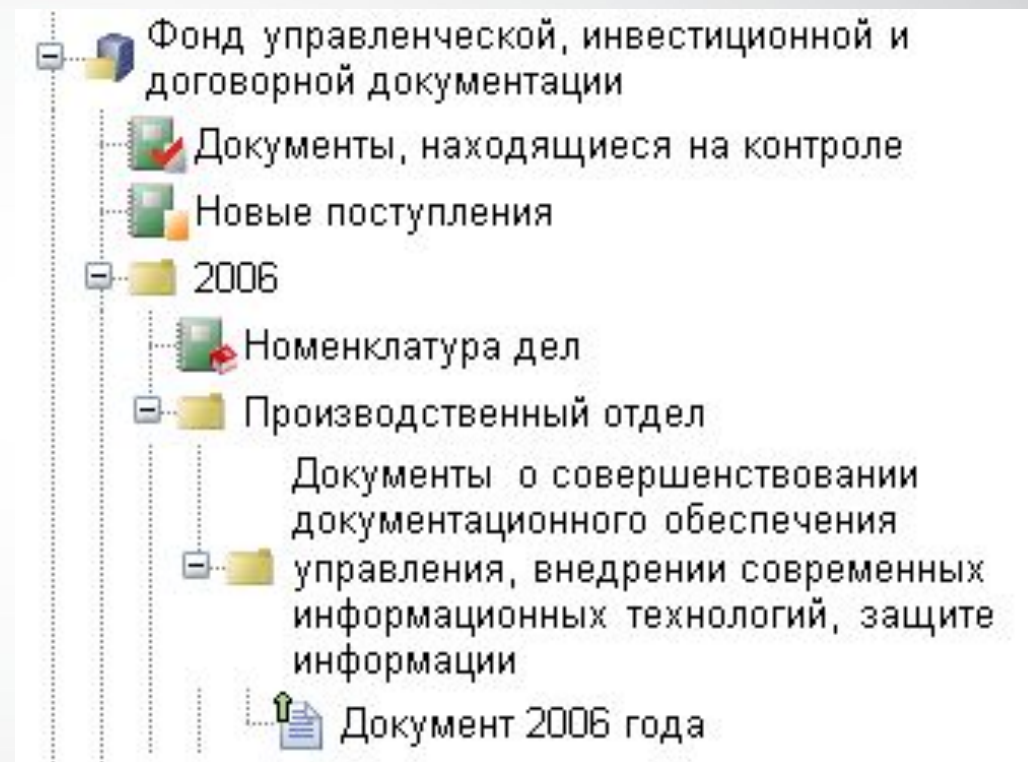 Фонд управленческой, инвестиционной и
договорной документации
Документы, находящиеся на контроле
Новые поступления
2006
Номенклатура дел
Производственный отдел
Документы о совершенствовании
документационного обеспечения
управления, внедрении современных
информационных технологий, защите
информации
Документ 2006 года